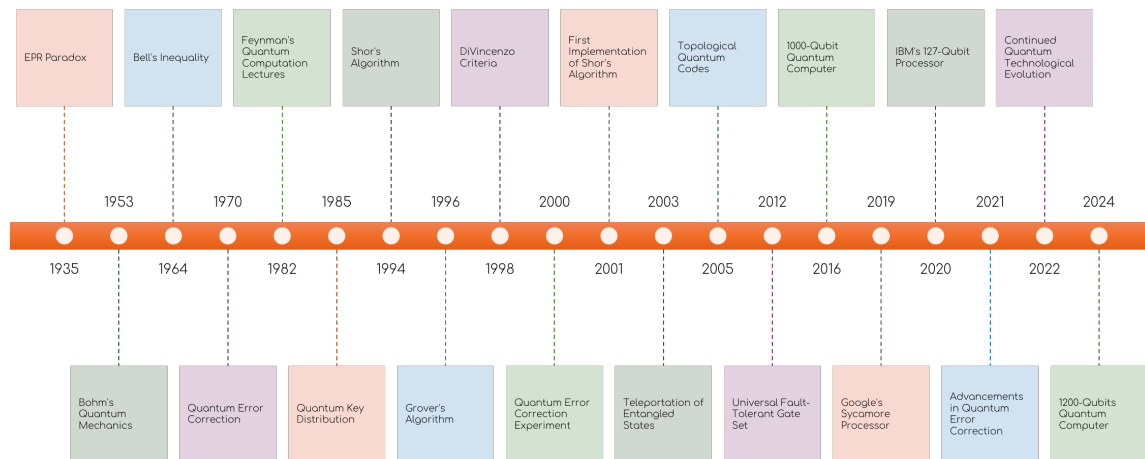 EPR Paradox
Bell's Inequality
Feynman's
Quantum
Computation
Lectures
Shor's
Algorithm
DiVincenzo
Criteria
First
Implementation
of Shor's
Algorithm
Topological
Quantum
Codes
1000-Qubit
Quantum
Computer
IBM's 127-Qubit
Processor
Continued
Quantum
Technological
Evolution
1953 1970 1985 1996 2000 2003 2012 2019 2021 2024
1935 1964 1982 1994 1998 2001 2005 2016 2020 2022
Bohm's
Quantum
Mechanics
Quantum Error
Correction
Quantum Key
Distribution
Grover's
Algorithm
Quantum Error
Correction
Experiment
Teleportation of
Entangled
States
Universal Fault-
Tolerant Gate
Set
Google's
Sycamore
Processor
Advancements
in Quantum
Error
Correction
1200-Qubits
Quantum
Computer